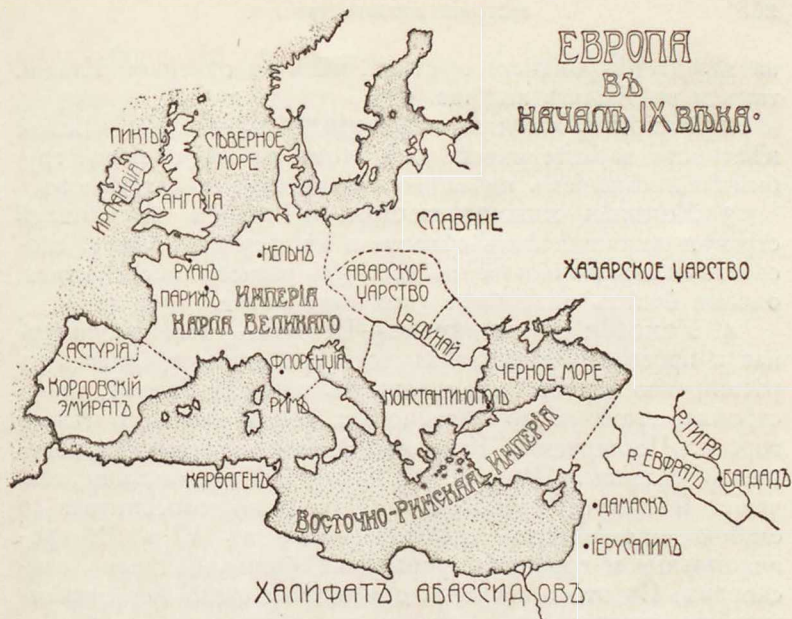 ЕВРОПА
ВЪ
НАЧАЛѢ IX ВѢКА.
ПИКТЫ
СѢВЕРНОЕ
МОРЕ
ИРЛАНДІЯ
АНГЛІЯ
СЛАВЯНЕ
КЕЛЬНЪ
РУАНЪ
ПАРИЖЪ
ИМПЕРІЯ
КАРЛА ВЕЛИКАГО
АВАРСКОЕ
ЦАРСТВО
ХАЗАРСКОЕ ЦАРСТВО
Р. ДУНАЙ
АСТУРІЯ
ФЛОРЕНЦІЯ
ЧЕРНОЕ МОРЕ
КОРДОВСКІЙ
ЭМИРАТЪ
РИМЪ
КОНСТАНТИНОПОЛЬ
Р. ТИГРЪ
Р. ЕВФРАТЪ
БАГДАДЪ
КАРѲАГЕНЪ
ВОСТОЧНО-РИМСКАЯ ИМПЕРІЯ
ДАМАСКЪ
ІЕРУСАЛИМЪ
ХАЛИФАТЪ АБАССИДОВЪ